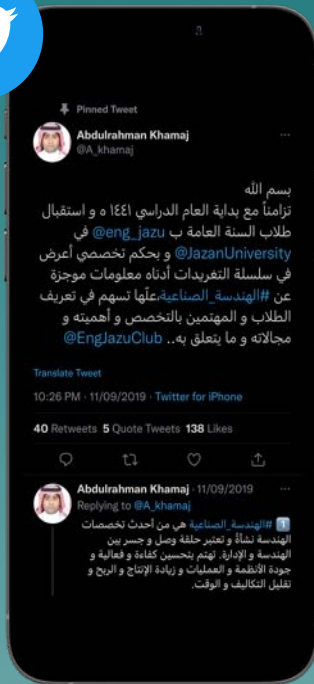 Pinned Tweet
Abdulrahman Khamaj
@A_khamaj
بسم الله
تزامناً مع بداية العام الدراسي ١٤٤١ ه و استقبال
طلاب السنة العامة ب @eng_jazu في
@JazanUniversity و بحكم تخصصي أعرض
في سلسلة التغريدات أدناه معلومات موجزة
عن #الهندسة_الصناعية،علّها تسهم في تعريف
الطلاب و المهتمين بالتخصص و أهميته و
مجالاته و ما يتعلق به.. @EngJazuClub
Translate Tweet
10:26 PM · 11/09/2019 · Twitter for iPhone
40 Retweets 5 Quote Tweets 138 Likes
Abdulrahman Khamaj · 11/09/2019
Replying to @A_khamaj
1️⃣ #الهندسة_الصناعية هي من أحدث تخصصات
الهندسة نشأةً و تعتبر حلقة وصل و جسر بين
الهندسة و الإدارة. تهتم بتحسين كفاءة و فعالية و
جودة الأنظمة و العمليات و زيادة الإنتاج و الربح و
تقليل التكاليف و الوقت.